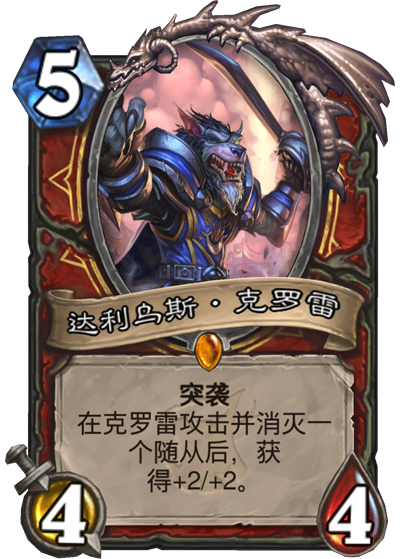 5
达利乌斯·克罗雷
突袭
在克罗雷攻击并消灭一
个随从后，获
得+2/+2。
4
4